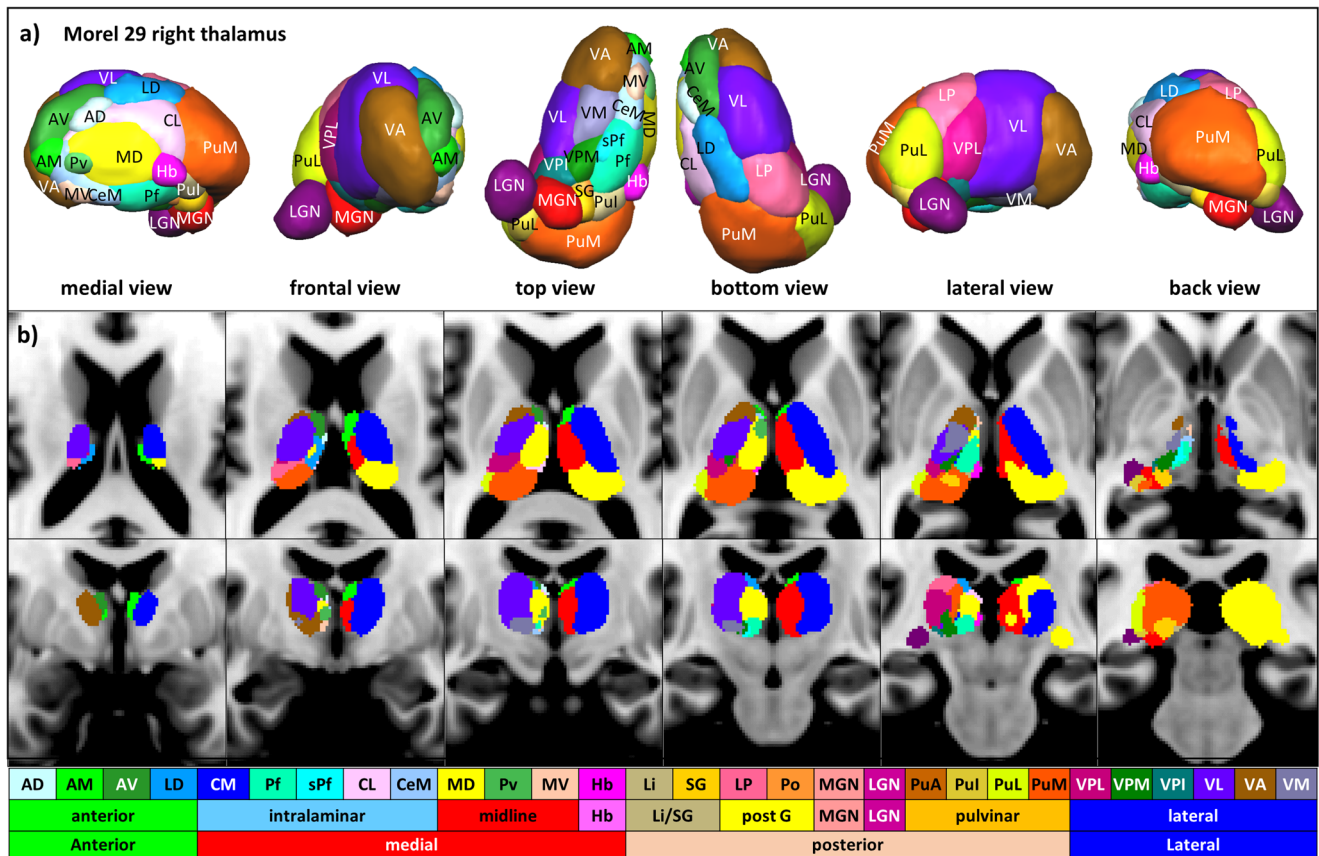 a) Morel 29 right thalamus
VL LD AV AD CL PuM AM Pv MD Hb VA MV CeM Pf PuI LGN MGN
VL VPL AV VA PuL AM LGN MGN
VA AM MV VL VM CeM MD sPf VPM Pf VPI Hb LGN SG MGN PuI PuL PuM
VA AV CeM VL CL LD LP LGN PuL PuM
LP VL PuM VPL VA PuL VM LGN
LD LP CL PuM MD Hb PuL MGN LGN
medial view frontal view top view bottom view lateral view back view
b)
AD AM AV LD CM Pf sPf CL CeM MD Pv MV Hb Li SG LP Po MGN LGN PuA PuI PuL PuM VPL VPM VPI VL VA VM
anterior intralaminar midline Hb Li/SG post G MGN LGN pulvinar lateral
Anterior medial posterior Lateral